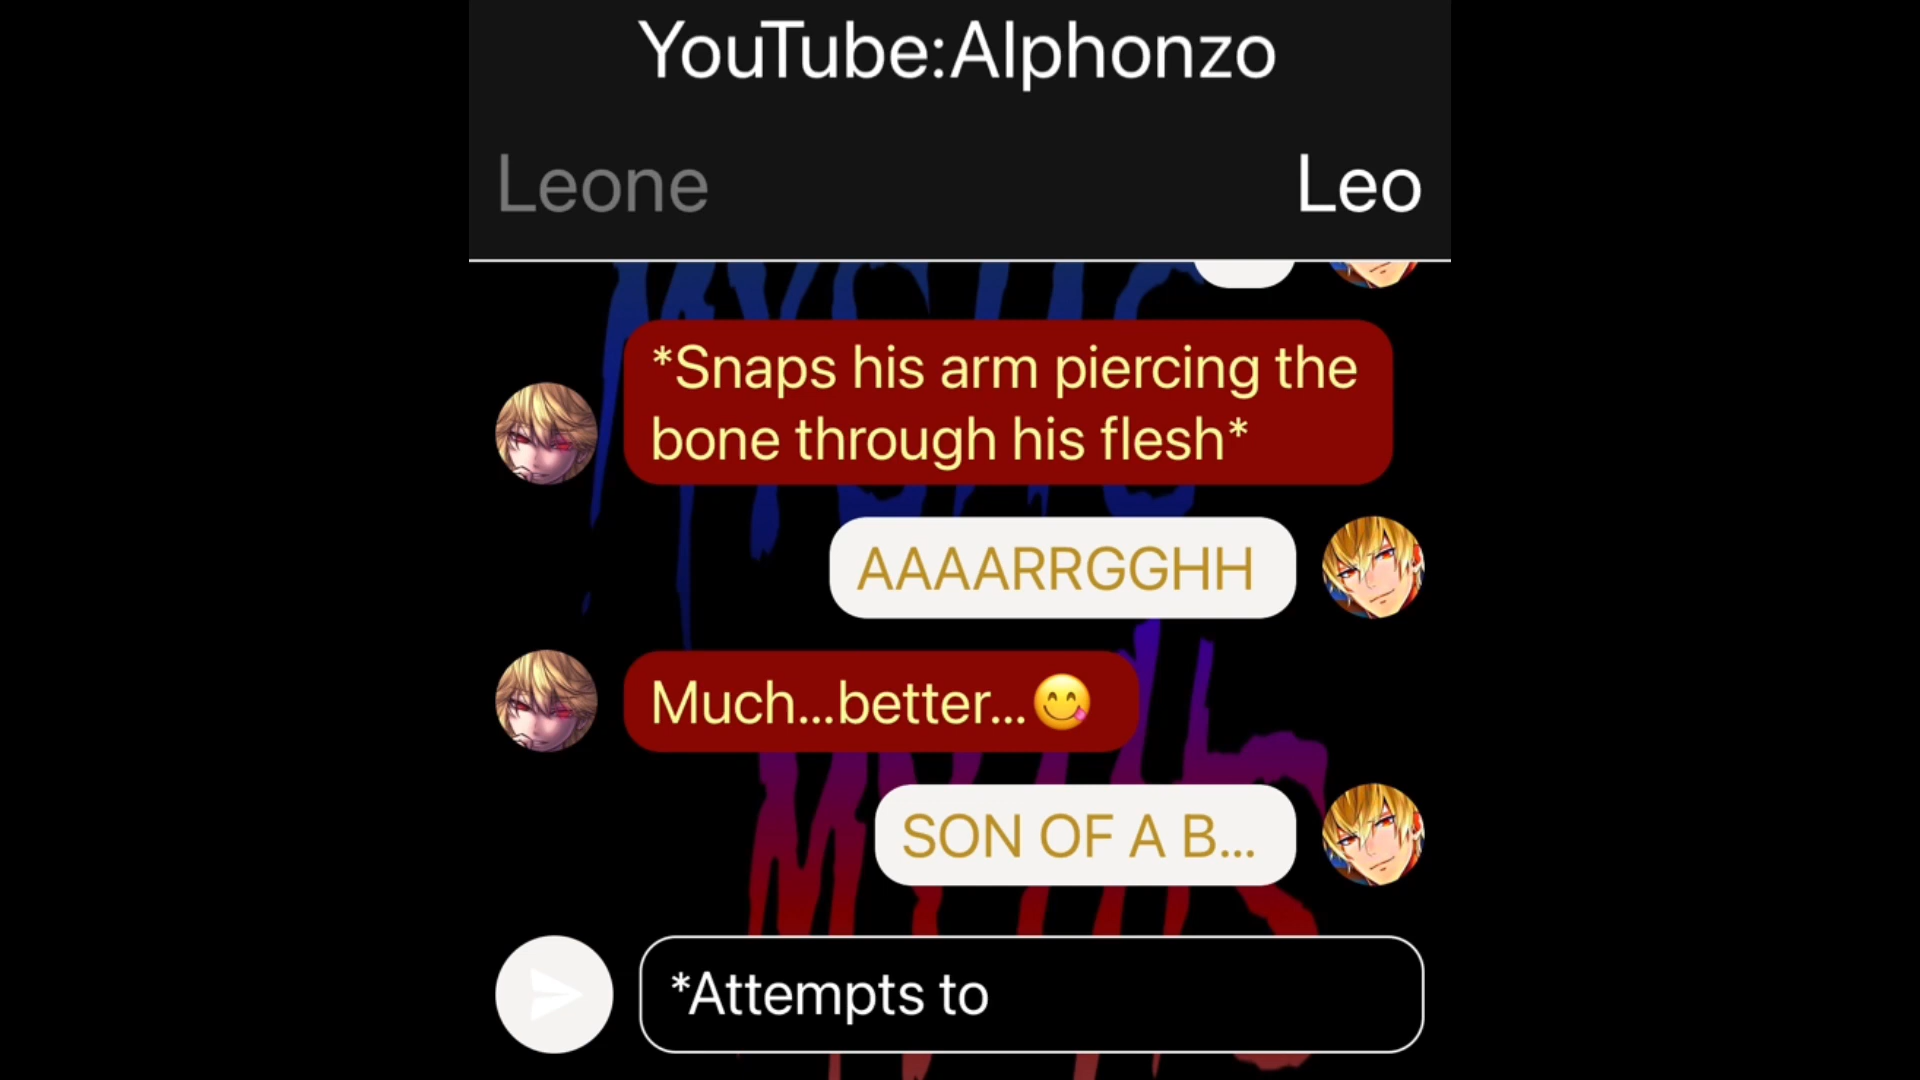 YouTube:Alphonzo
Leone
Leo
*Snaps his arm piercing the
bone through his flesh*
AAAARRGGHH
Much...better...😋
SON OF A B...
*Attempts to